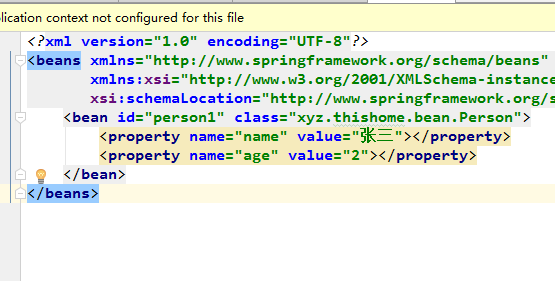 plication context not configured for this file
<?xml version="1.0" encoding="UTF-8"?>
<beans xmlns="http://www.springframework.org/schema/beans"
xmlns:xsi="http://www.w3.org/2001/XMLSchema-instance
xsi:schemaLocation="http://www.springframework.org/s
<bean id="person1" class="xyz.thishome.bean.Person">
<property name="name" value="张三"></property>
<property name="age" value="2"></property>
</bean>
</beans>